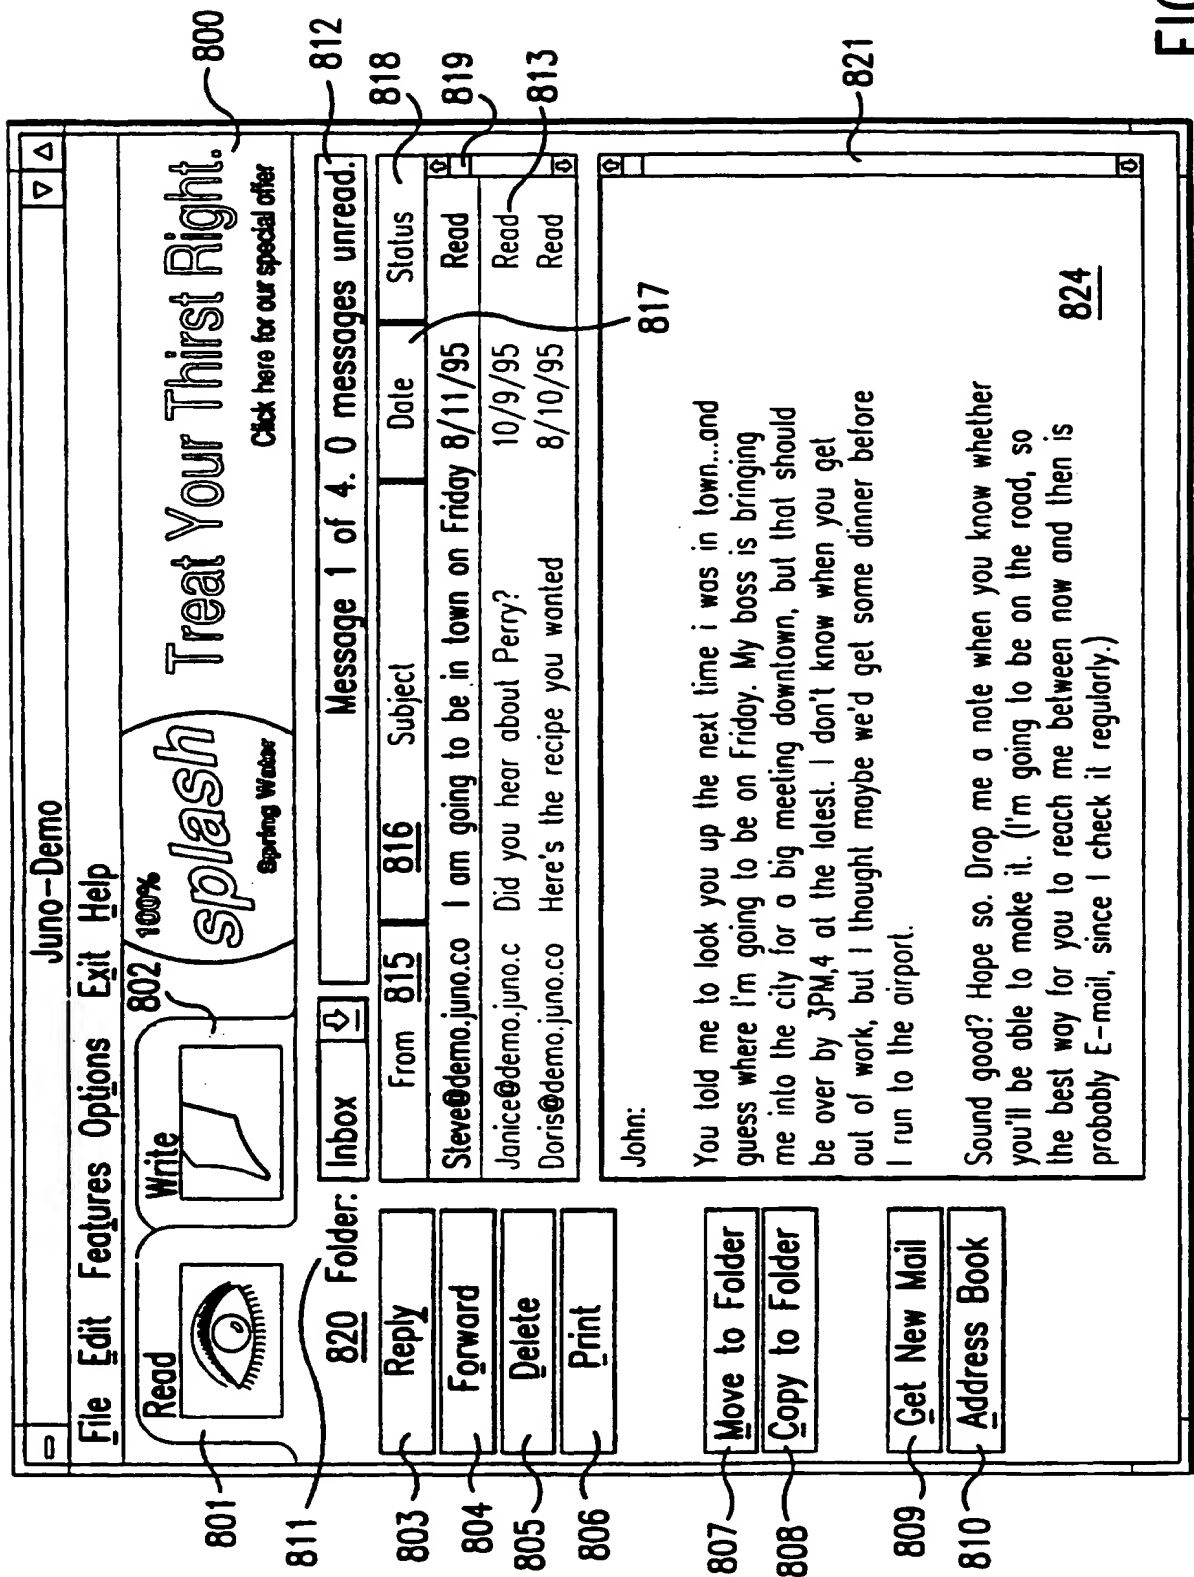 Juno-Demo
File Edit Features Options Exit Help
Read
Write
802
100%
splash
Spring Water
Treat Your Thirst Right.
Click here for our special offer
800
801
811
820 Folder: Inbox
Message 1 of 4. 0 messages unread.
812
From 815
816 Subject
Date
Status
818
Steve@demo.juno.co I am going to be in town on Friday 8/11/95 Read
819
Janice@demo.juno.c Did you hear about Perry? 10/9/95 Read
813
Doris@demo.juno.co Here's the recipe you wanted 8/10/95 Read
803 Reply
804 Forward
805 Delete
806 Print
807 Move to Folder
808 Copy to Folder
809 Get New Mail
810 Address Book
817
821
John:
You told me to look you up the next time i was in town...and
guess where I'm going to be on Friday. My boss is bringing
me into the city for a big meeting downtown, but that should
be over by 3PM,4 at the latest. I don't know when you get
out of work, but I thought maybe we'd get some dinner before
I run to the airport.
Sound good? Hope so. Drop me a note when you know whether
you'll be able to make it. (I'm going to be on the road, so
the best way for you to reach me between now and then is
probably E-mail, since I check it regularly.)
824